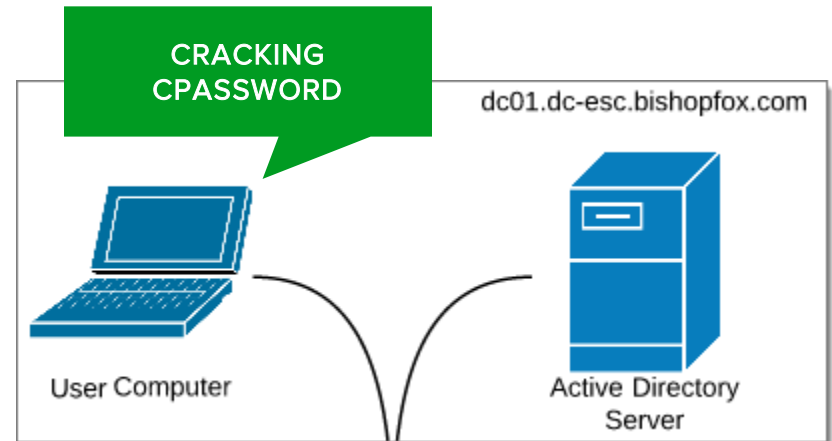 CRACKING
CPASSWORD
dc01.dc-esc.bishopfox.com
User Computer
Active Directory
Server